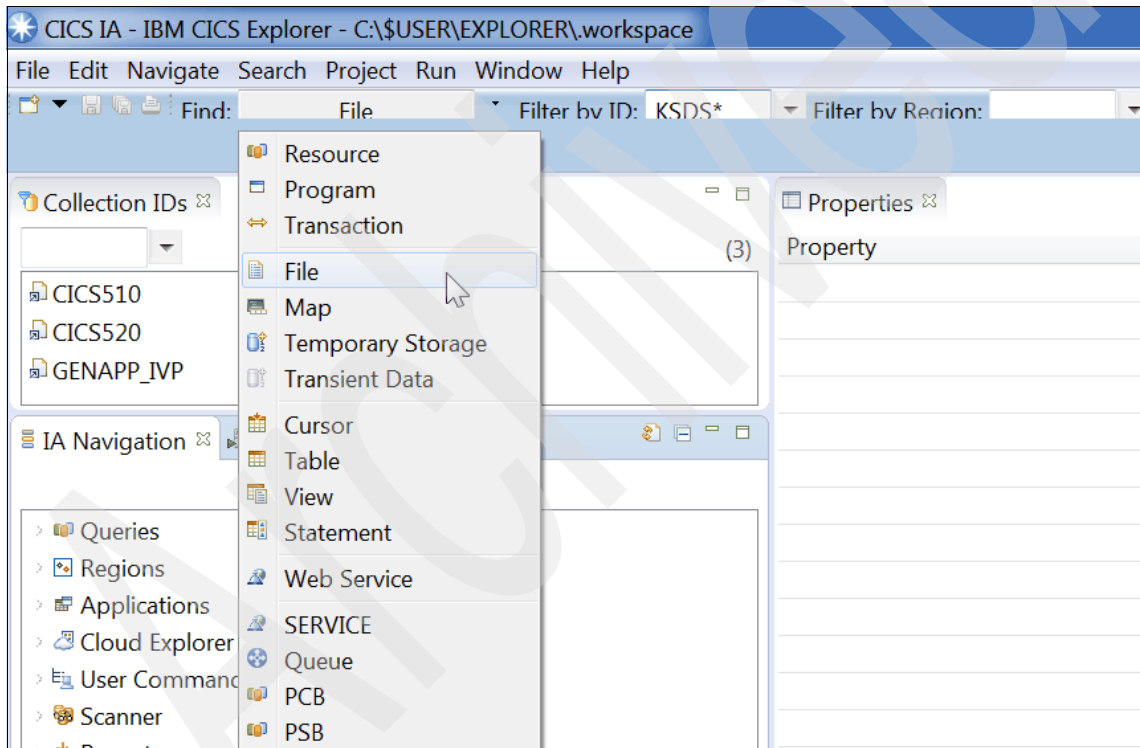 CICS IA - IBM CICS Explorer - C:\$USER\EXPLORER\.workspace
File Edit Navigate Search Project Run Window Help
Find: File Filter by ID: KSDS* Filter by Region:
Resource
Program
Transaction
File
Map
Temporary Storage
Transient Data
Cursor
Table
View
Statement
Web Service
SERVICE
Queue
PCB
PSB
Collection IDs
(3)
CICS510
CICS520
GENAPP_IVP
IA Navigation
Queries
Regions
Applications
Cloud Explorer
User Command
Scanner
Properties
Property
Archived